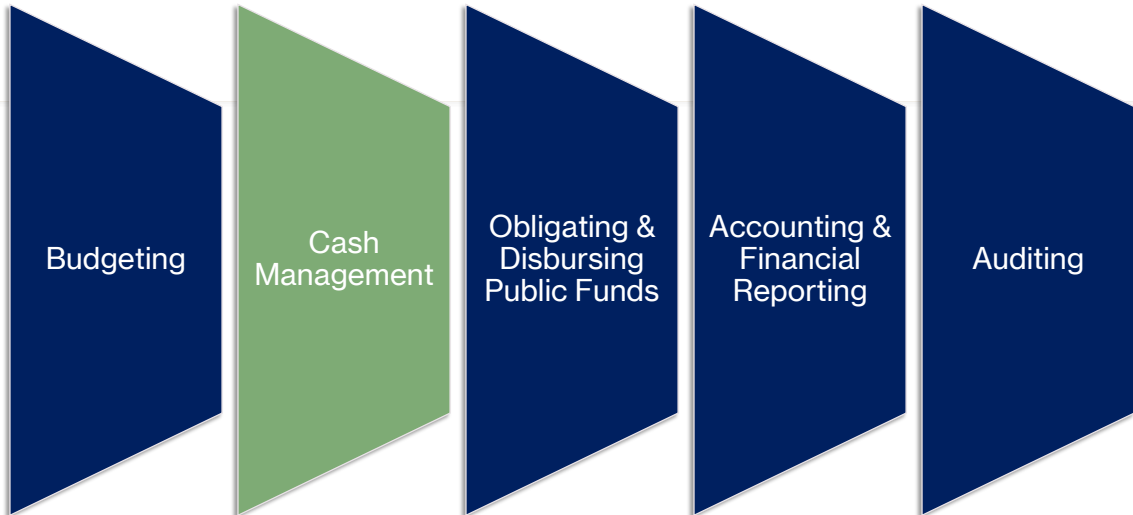 Budgeting
Cash
Management
Obligating &
Disbursing
Public Funds
Accounting &
Financial
Reporting
Auditing